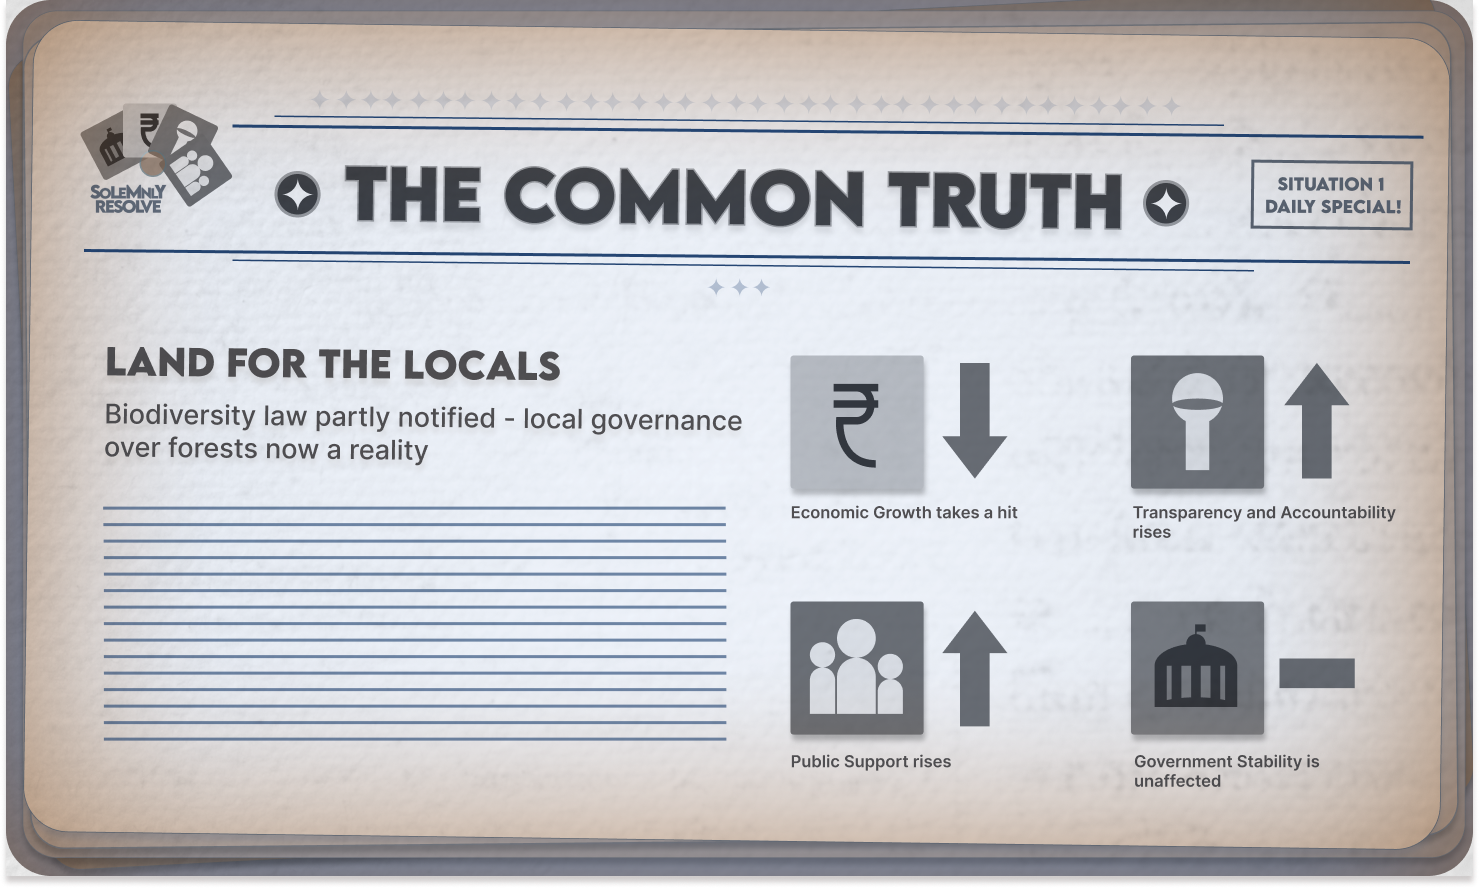 SOLEMNLY
RESOLVE
THE COMMON TRUTH
SITUATION 1
DAILY SPECIAL!
LAND FOR THE LOCALS
Biodiversity law partly notified - local governance
over forests now a reality
₹
₹
Economic Growth takes a hit
Transparency and Accountability
rises
Public Support rises
Government Stability is
unaffected